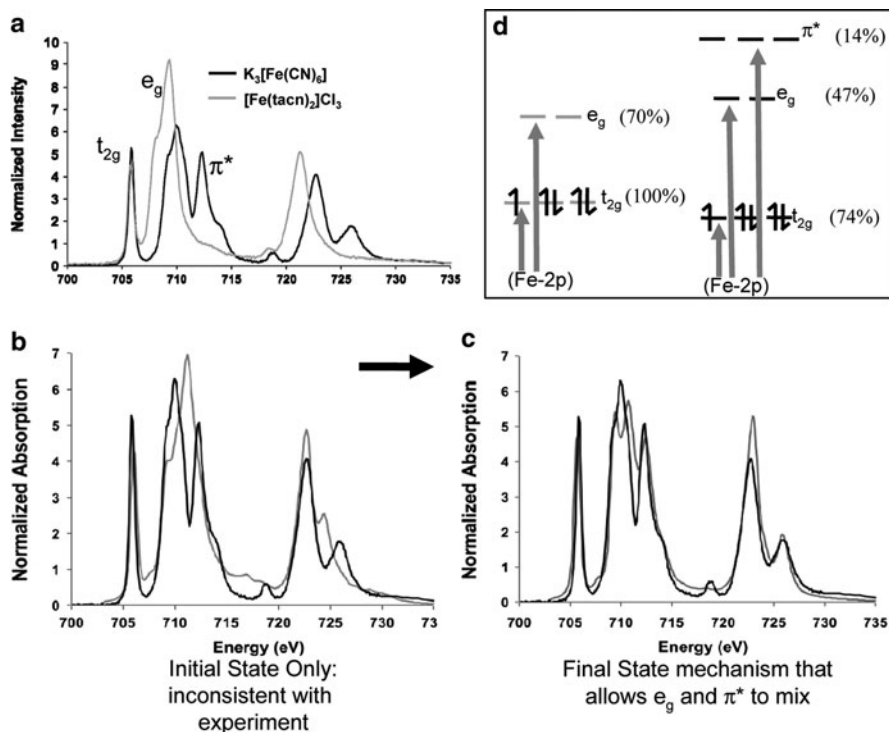 a
Normalized Intensity
10
9
8
7
6
5
4
3
2
1
0
t2g
eg
π*
K3[Fe(CN)6]
[Fe(tacn)2]Cl3
700 705 710 715 720 725 730 735
d
π* (14%)
eg (70%)
eg (47%)
t2g (100%)
t2g (74%)
(Fe-2p)
(Fe-2p)
b
Normalized Absorption
7
6
5
4
3
2
1
0
700 705 710 715 720 725 730 73
Energy (eV)
Initial State Only:
inconsistent with
experiment
c
Normalized Absorption
7
6
5
4
3
2
1
0
700 705 710 715 720 725 730 735
Energy (eV)
Final State mechanism that
allows eg and π* to mix